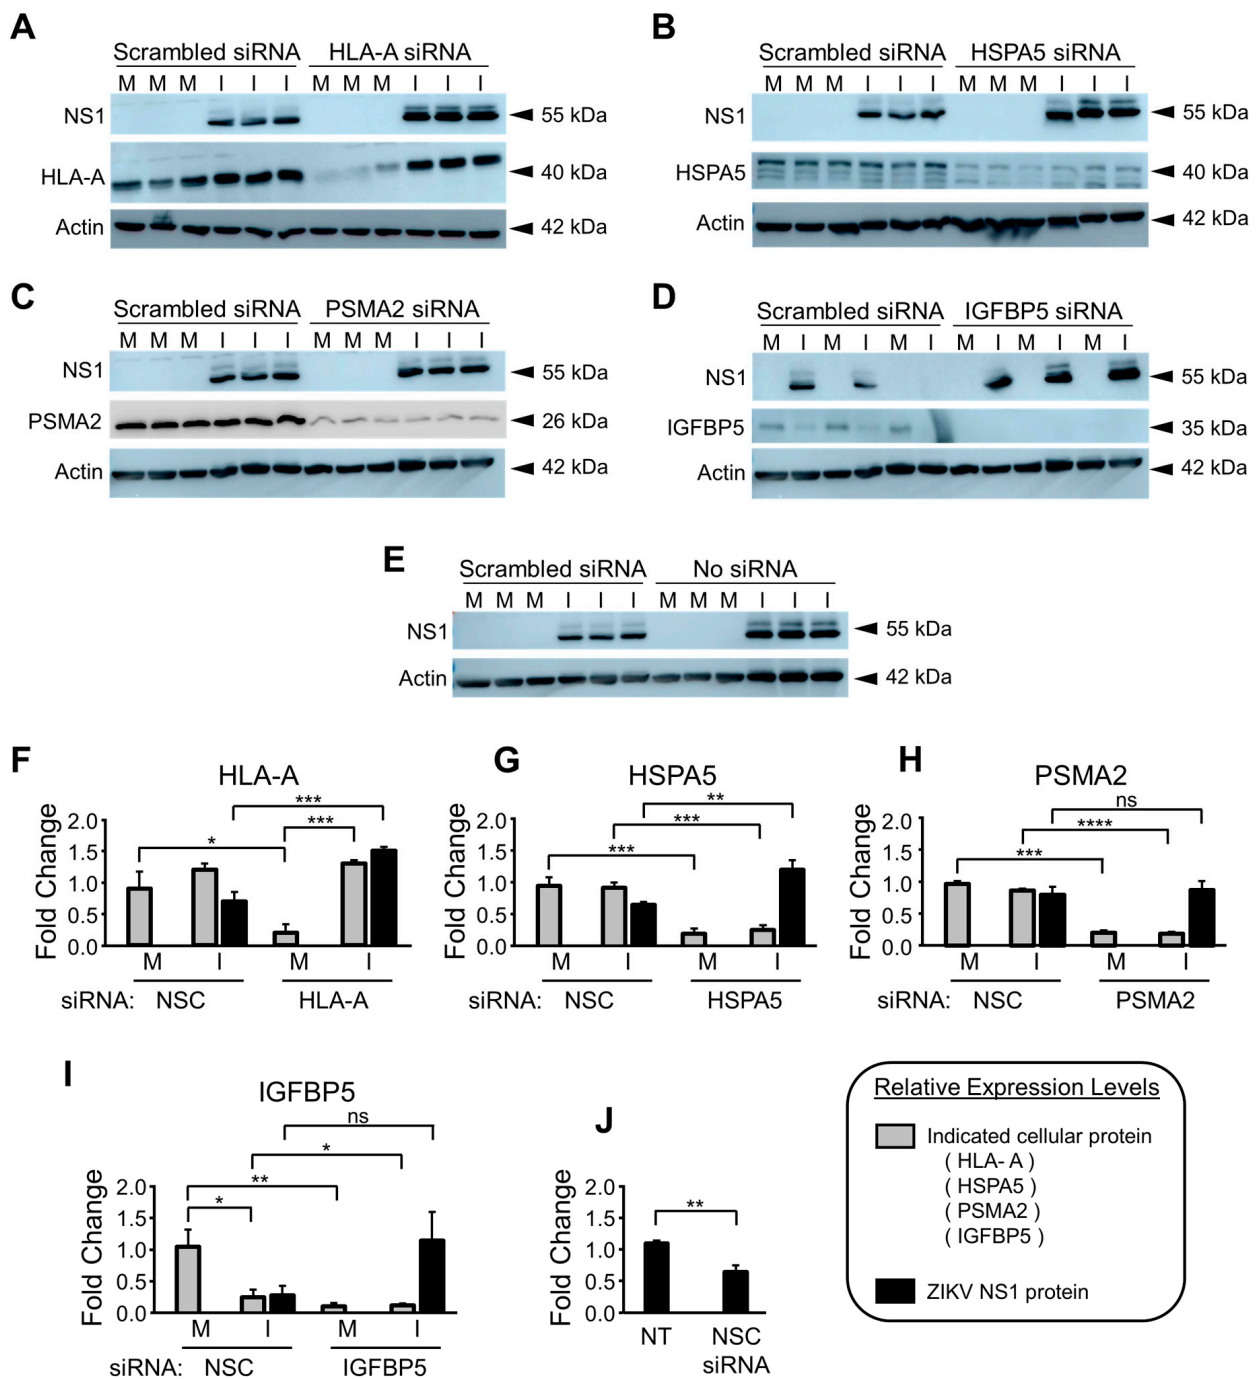 A
Scrambled siRNA HLA-A siRNA
M M M I I I M M M I I I
NS1 55 kDa
HLA-A 40 kDa
Actin 42 kDa
B
Scrambled siRNA HSPA5 siRNA
M M M I I I M M M I I I
NS1 55 kDa
HSPA5 40 kDa
Actin 42 kDa
C
Scrambled siRNA PSMA2 siRNA
M M M I I I M M M I I I
NS1 55 kDa
PSMA2 26 kDa
Actin 42 kDa
D
Scrambled siRNA IGFBP5 siRNA
M I M I M I M I M I M I
NS1 55 kDa
IGFBP5 35 kDa
Actin 42 kDa
E
Scrambled siRNA No siRNA
M M M I I I M M M I I I
NS1 55 kDa
Actin 42 kDa
F
HLA-A
Fold Change
2.0
1.5
1.0
0.5
0.0
***
***
*
M I M I
siRNA: NSC HLA-A
G
HSPA5
Fold Change
2.0
1.5
1.0
0.5
0.0
**
***
***
M I M I
siRNA: NSC HSPA5
H
PSMA2
Fold Change
2.0
1.5
1.0
0.5
0.0
ns
****
***
M I M I
siRNA: NSC PSMA2
I
IGFBP5
Fold Change
2.0
1.5
1.0
0.5
0.0
ns
*
**
*
M I M I
siRNA: NSC IGFBP5
J
Fold Change
2.0
1.5
1.0
0.5
0.0
**
NT NSC
siRNA
Relative Expression Levels
Indicated cellular protein
( HLA- A )
( HSPA5 )
( PSMA2 )
( IGFBP5 )
ZIKV NS1 protein